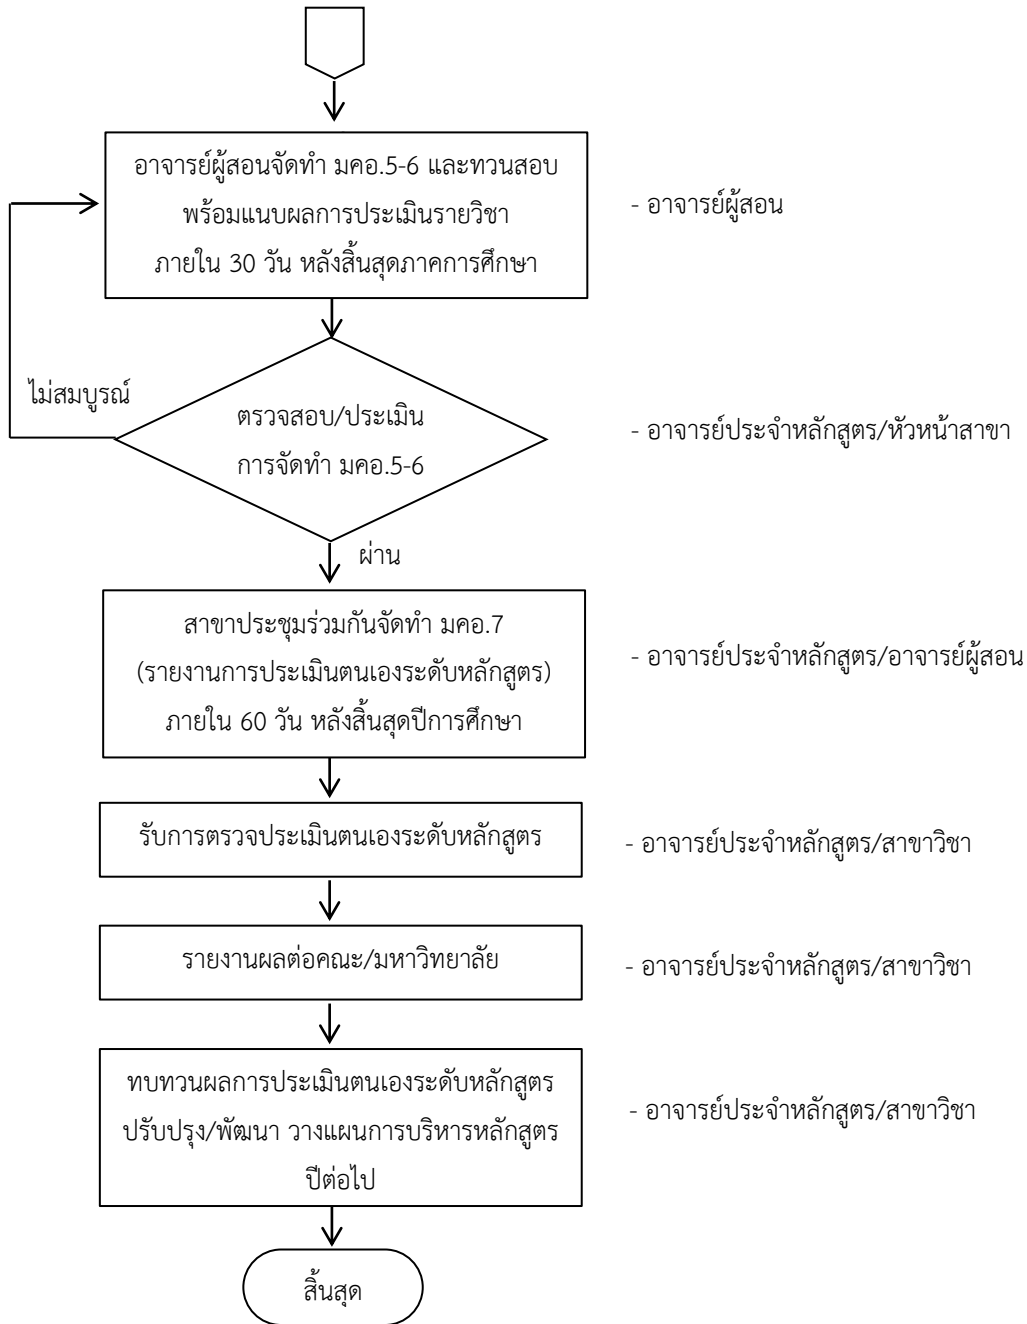 อาจารย์ผู้สอนจัดทำ มคอ.5-6 และทวนสอบ
พร้อมแนบผลการประเมินรายวิชา
ภายใน 30 วัน หลังสิ้นสุดภาคการศึกษา
- อาจารย์ผู้สอน
ไม่สมบูรณ์
ตรวจสอบ/ประเมิน
การจัดทำ มคอ.5-6
- อาจารย์ประจำหลักสูตร/หัวหน้าสาขา
ผ่าน
สาขาประชุมร่วมกันจัดทำ มคอ.7
(รายงานการประเมินตนเองระดับหลักสูตร)
ภายใน 60 วัน หลังสิ้นสุดปีการศึกษา
- อาจารย์ประจำหลักสูตร/อาจารย์ผู้สอน
รับการตรวจประเมินตนเองระดับหลักสูตร
- อาจารย์ประจำหลักสูตร/สาขาวิชา
รายงานผลต่อคณะ/มหาวิทยาลัย
- อาจารย์ประจำหลักสูตร/สาขาวิชา
ทบทวนผลการประเมินตนเองระดับหลักสูตร
ปรับปรุง/พัฒนา วางแผนการบริหารหลักสูตร
ปีต่อไป
- อาจารย์ประจำหลักสูตร/สาขาวิชา
สิ้นสุด